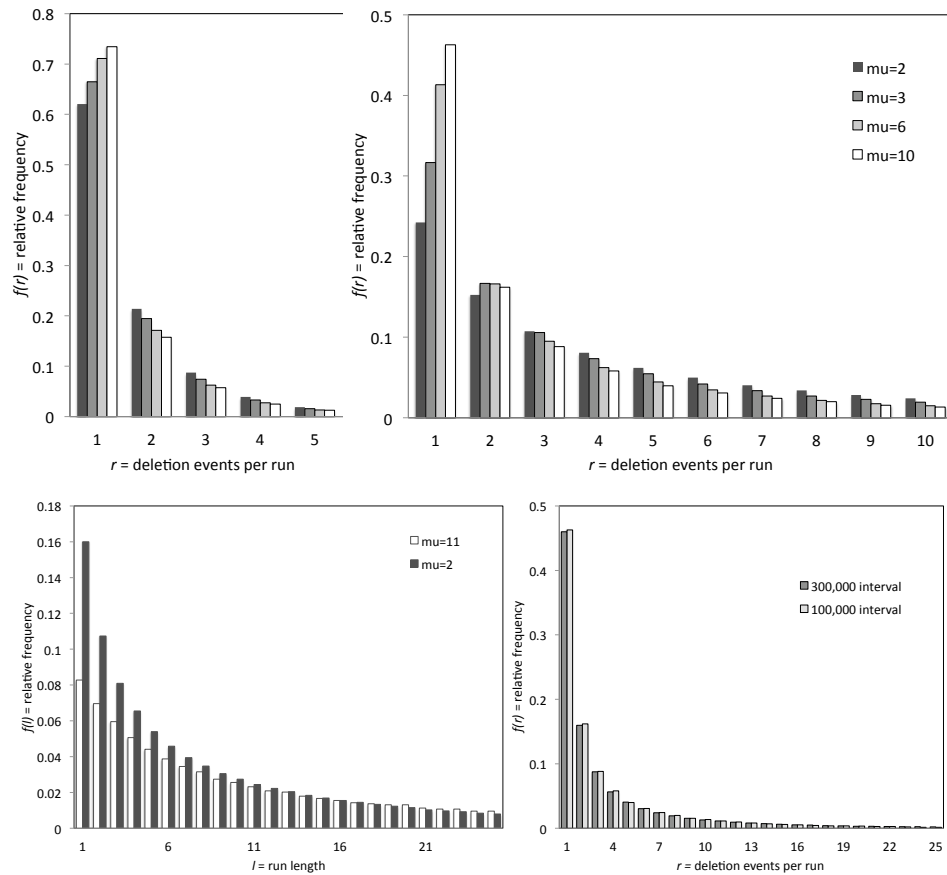 0.8
0.7
0.6
0.5
0.4
0.3
0.2
0.1
0
f(r) = relative frequency
1 2 3 4 5
r = deletion events per run
0.5
0.4
0.3
0.2
0.1
0
f(r) = relative frequency
mu=2
mu=3
mu=6
mu=10
1 2 3 4 5 6 7 8 9 10
r = deletion events per run
0.18
0.16
0.14
0.12
0.1
0.08
0.06
0.04
0.02
0
f(l) = relative frequency
mu=11
mu=2
1 6 11 16 21
l = run length
0.5
0.4
0.3
0.2
0.1
0
f(r) = relative frequency
300,000 interval
100,000 interval
1 4 7 10 13 16 19 22 25
r = deletion events per run